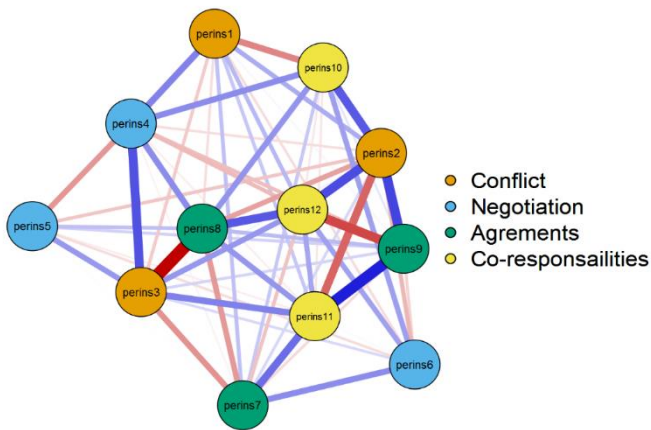 perins1
perins10
perins4
perins2
Conflict
Negotiation
Agrements
Co-responsailities
perins12
perins8
perins5
perins9
perins3
perins11
perins6
perins7